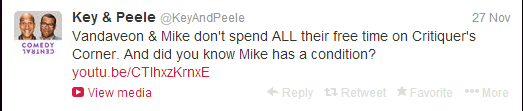 Key & Peele @KeyAndPeele 27 Nov
Vandaveon & Mike don't spend ALL their free time on Critiquer's
Corner. And did you know Mike has a condition?
youtu.be/CTlhxzKrnxE
View media Reply Retweet Favorite More
CENTRAL
COMEDY